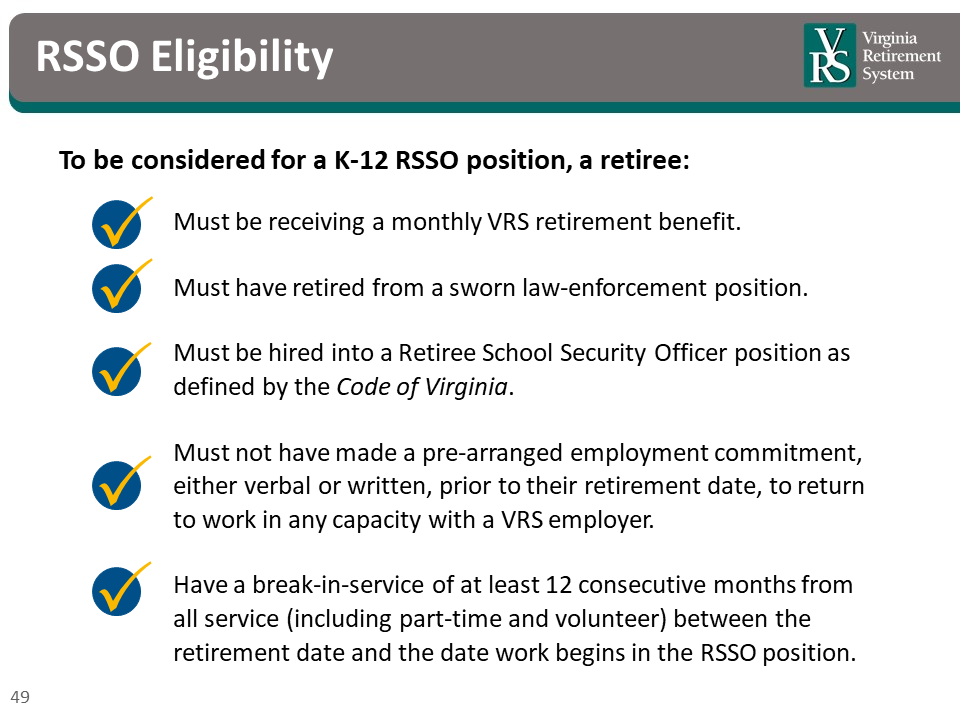 RSSO Eligibility
VRS
Virginia
Retirement
System
To be considered for a K-12 RSSO position, a retiree:
Must be receiving a monthly VRS retirement benefit.
Must have retired from a sworn law-enforcement position.
Must be hired into a Retiree School Security Officer position as
defined by the Code of Virginia.
Must not have made a pre-arranged employment commitment,
either verbal or written, prior to their retirement date, to return
to work in any capacity with a VRS employer.
Have a break-in-service of at least 12 consecutive months from
all service (including part-time and volunteer) between the
retirement date and the date work begins in the RSSO position.
49